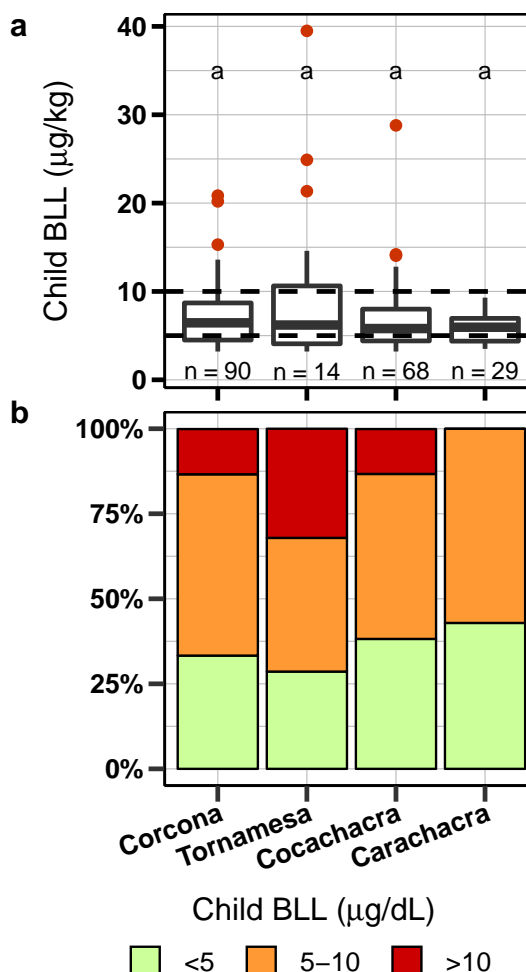 a
Child BLL (μg/kg)
40
30
20
10
0
a a a a
n = 90 n = 14 n = 68 n = 29
b
100%
75%
50%
25%
0%
Corcona
Tornamesa
Cocachacra
Carachacra
Child BLL (μg/dL)
<5 5−10 >10